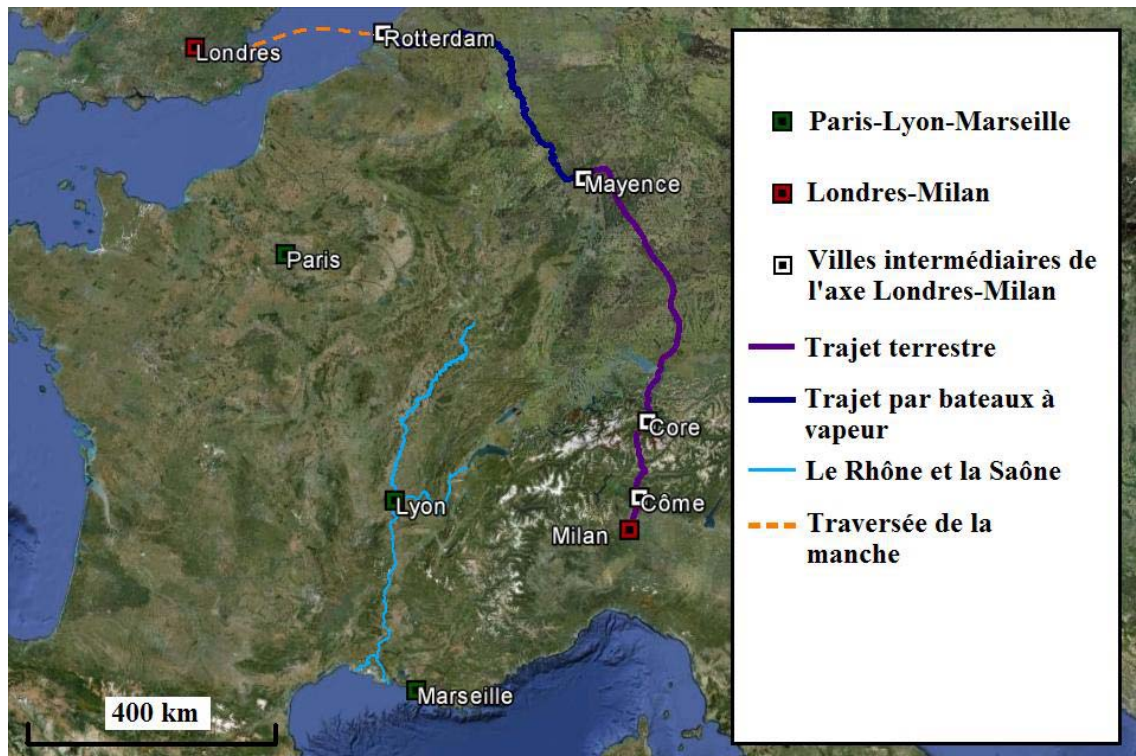 Londres
Rotterdam
Mayence
Paris
Core
Lyon
Côme
Milan
Marseille
400 km
Paris-Lyon-Marseille
Londres-Milan
Villes intermédiaires de
l'axe Londres-Milan
Trajet terrestre
Trajet par bateaux à
vapeur
Le Rhône et la Saône
Traversée de la
manche